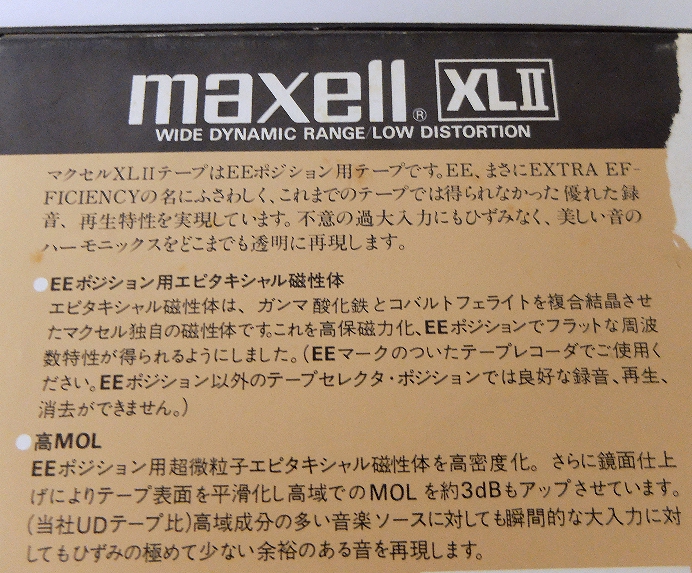 maxell® XLII
WIDE DYNAMIC RANGE/LOW DISTORTION
マクセルXLIIテープはEEポジション用テープです。EE、まさにEXTRA EF-
FICIENCYの名にふさわしく、これまでのテープでは得られなかった優れた録
音、再生特性を実現しています。不意の過大入力にもひずみなく、美しい音の
ハーモニックスをどこまでも透明に再現します。
●EEポジション用エピタキシャル磁性体
エピタキシャル磁性体は、ガンマ酸化鉄とコバルトフェライトを複合結晶させ
たマクセル独自の磁性体です。これを高保磁力化、EEポジションでフラットな周波
数特性が得られるようにしました。(EEマークのついたテープレコーダでご使用く
ださい。EEポジション以外のテープセレクタ・ポジションでは良好な録音、再生、
消去ができません。)
●高MOL
EEポジション用超微粒子エピタキシャル磁性体を高密度化。さらに鏡面仕上
げによりテープ表面を平滑化し高域でのMOLを約3dBもアップさせています。
(当社UDテープ比)高域成分の多い音楽ソースに対しても瞬間的な大入力に対
してもひずみの極めて少ない余裕のある音を再現します。